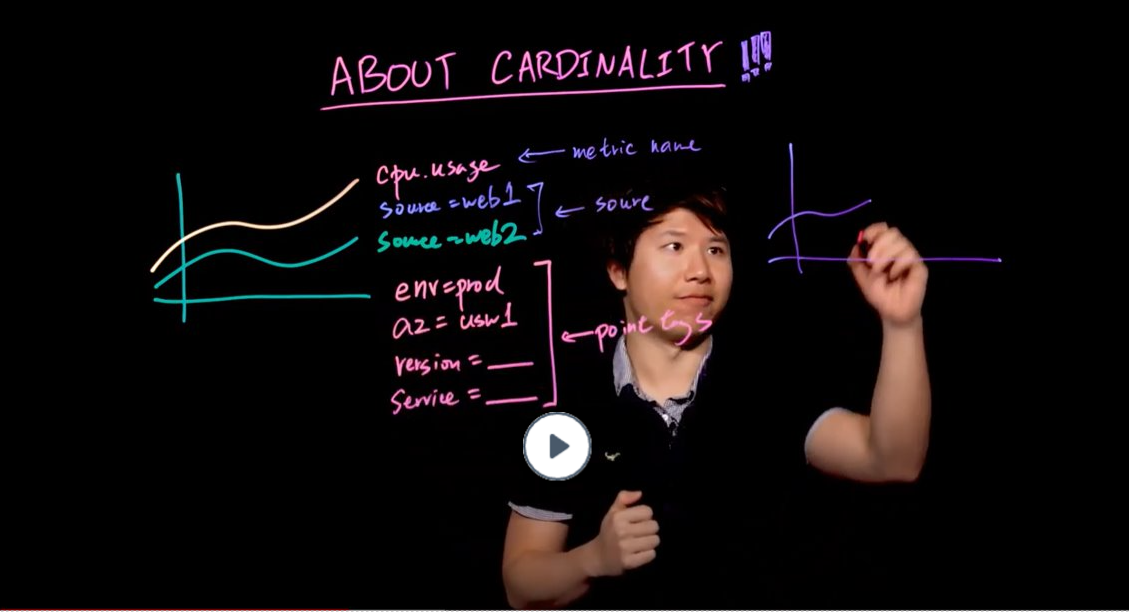 ABOUT CARDINALITY !!!
cpu.usage ← metric name
source = web1
← soure
source = web2
env=prod
az = usw1
← point tags
version = ___
Service = ___